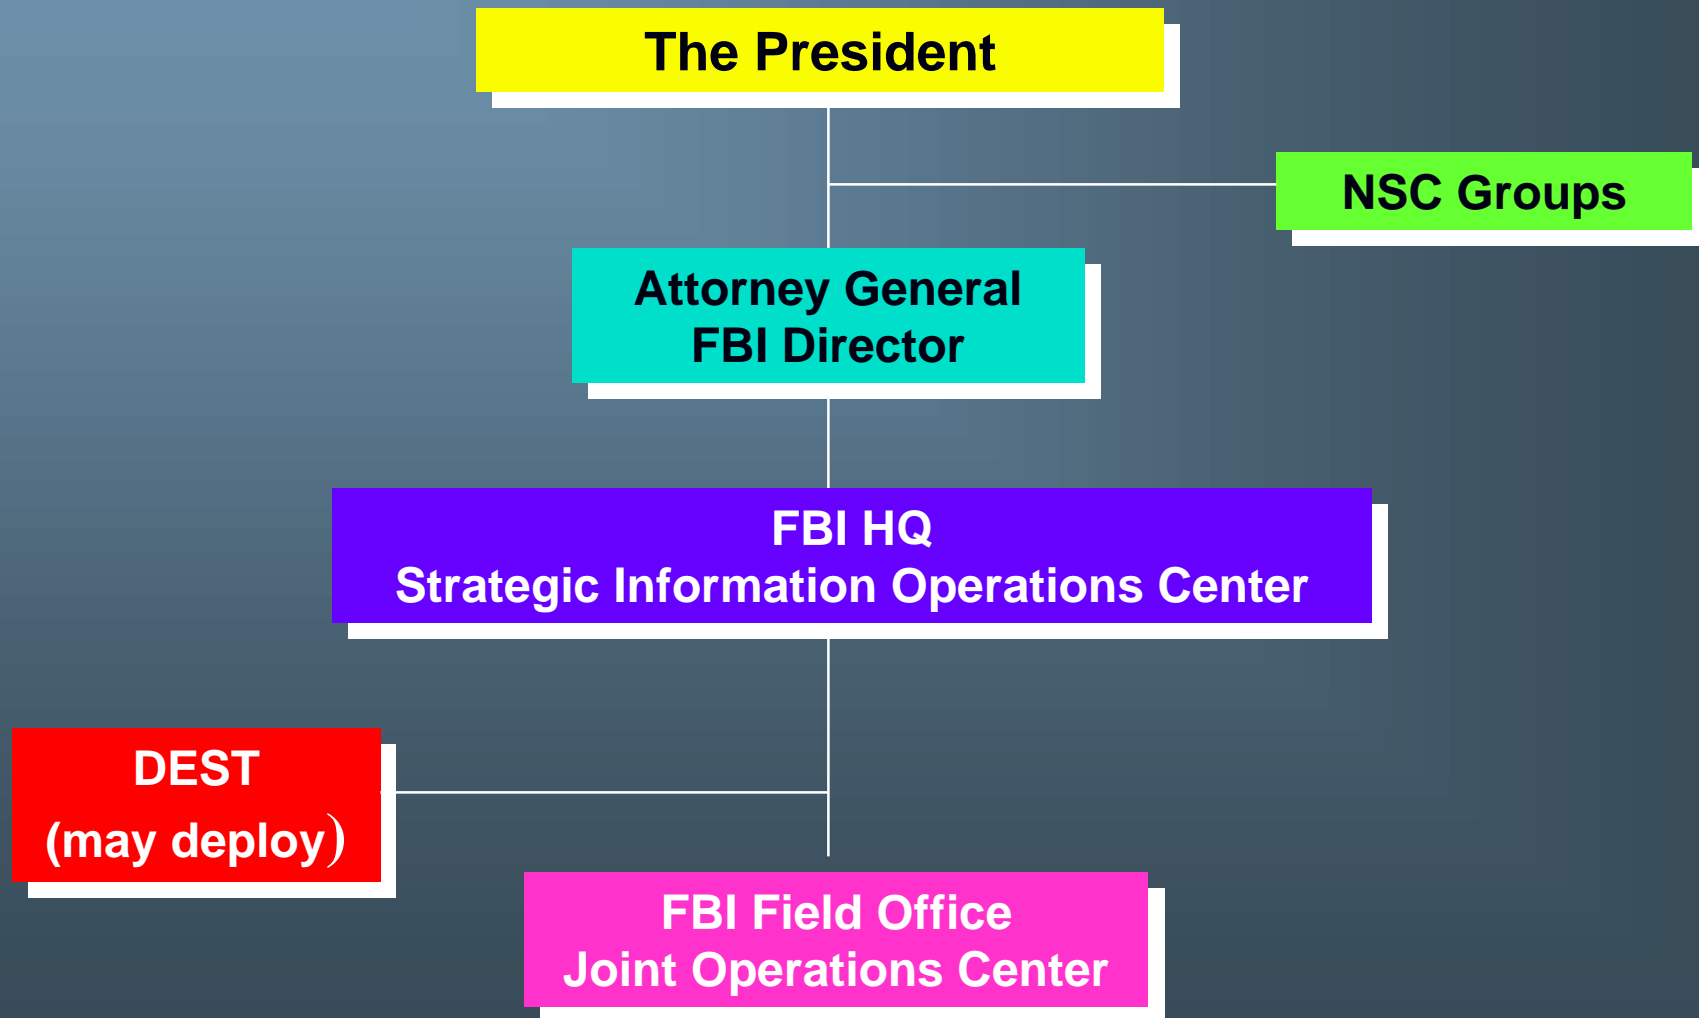 The President
NSC Groups
Attorney General
FBI Director
FBI HQ
Strategic Information Operations Center
DEST
(may deploy)
FBI Field Office
Joint Operations Center